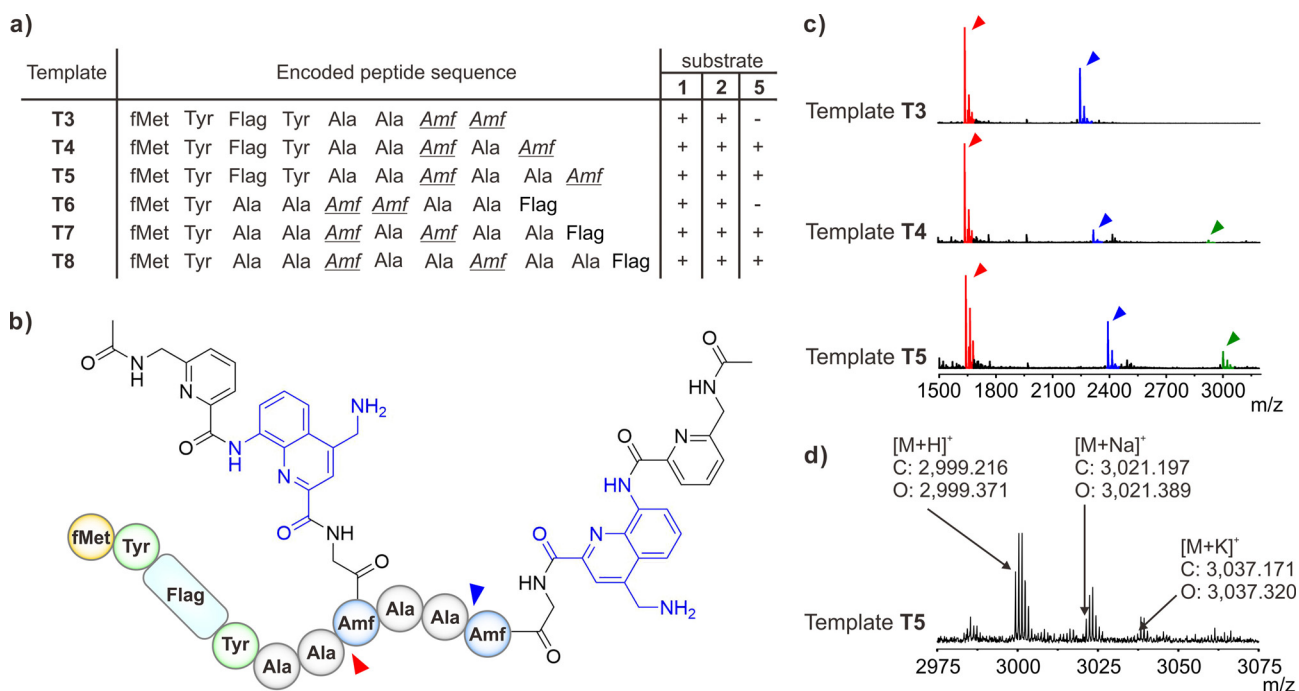 a)
Template Encoded peptide sequence substrate
1 2 5
T3 fMet Tyr Flag Tyr Ala Ala Amf Amf + + -
T4 fMet Tyr Flag Tyr Ala Ala Amf Ala Amf + + +
T5 fMet Tyr Flag Tyr Ala Ala Amf Ala Ala Amf + + +
T6 fMet Tyr Ala Ala Amf Amf Ala Ala Flag + + -
T7 fMet Tyr Ala Ala Amf Ala Amf Ala Ala Flag + + +
T8 fMet Tyr Ala Ala Amf Ala Ala Amf Ala Ala Flag + + +
b)
O N H N O N H N NH2 O NH O
O NH N O HN N O NH NH2 O
fMet Tyr Flag Tyr Ala Ala Amf Ala Ala Amf
c)
Template T3
Template T4
Template T5
1500 1800 2100 2400 2700 3000
m/z
d)
[M+H]+
C: 2,999.216
O: 2,999.371
[M+Na]+
C: 3,021.197
O: 3,021.389
[M+K]+
C: 3,037.171
O: 3,037.320
Template T5
2975 3000 3025 3050 3075
m/z